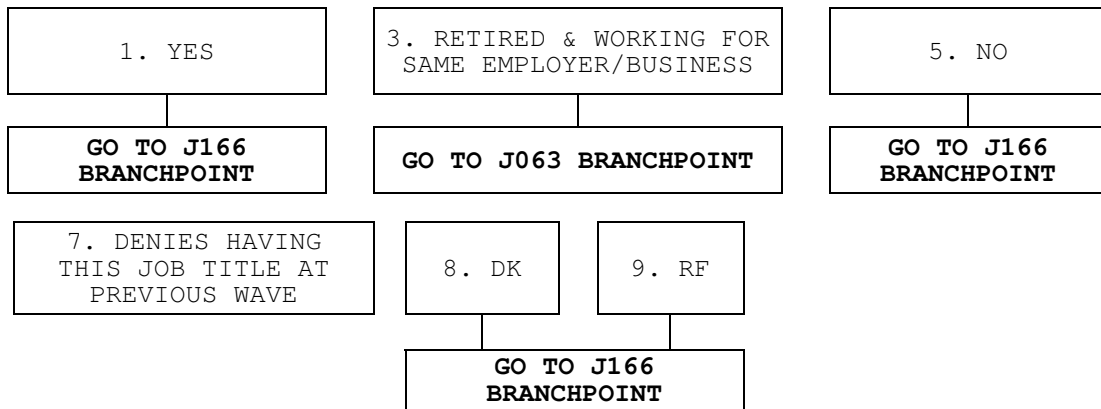 1. YES
3. RETIRED & WORKING FOR
SAME EMPLOYER/BUSINESS
5. NO
GO TO J166
BRANCHPOINT
GO TO J063 BRANCHPOINT
GO TO J166
BRANCHPOINT
7. DENIES HAVING
THIS JOB TITLE AT
PREVIOUS WAVE
8. DK
9. RF
GO TO J166
BRANCHPOINT